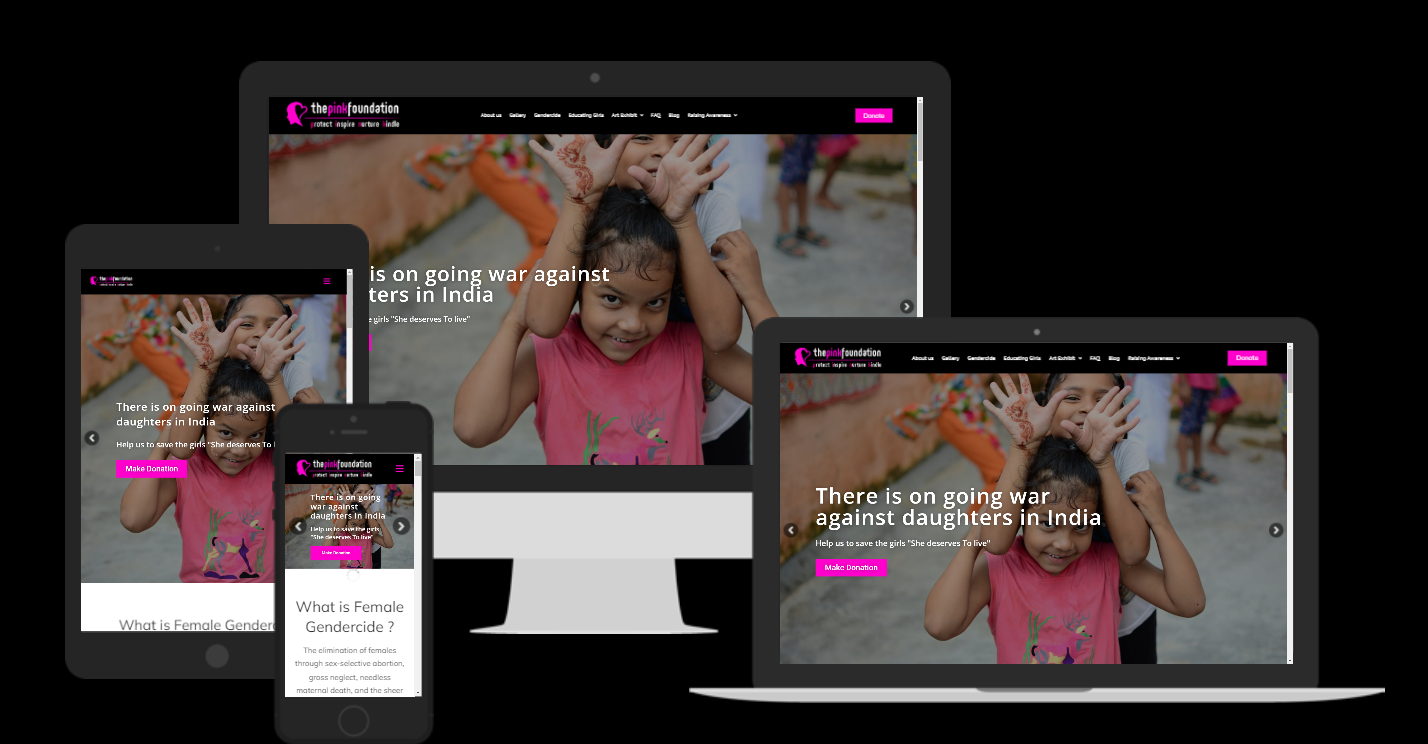 thepinkfoundation
protect inspire nurture kindle
About us Gallery Gendercide Educating Girls Art Exhibit FAQ Blog Raising Awareness
Donate
is on going war against
ters in India
e girls "She deserves To live"
thepinkfoundation
There is on going war against
daughters in India
Help us to save the girls "She deserves To l
Make Donation
What is Female Genderc
thepinkfoundation
protect inspire nurture kindle
There is on going
war against
daughters in India
Help us to save the girls
"She deserves To live"
Make Donation
What is Female
Gendercide ?
The elimination of females
through sex-selective abortion,
gross neglect, needless
maternal death, and the sheer
thepinkfoundation
protect inspire nurture kindle
About us Gallery Gendercide Educating Girls Art Exhibit FAQ Blog Raising Awareness
Donate
There is on going war
against daughters in India
Help us to save the girls "She deserves To live"
Make Donation